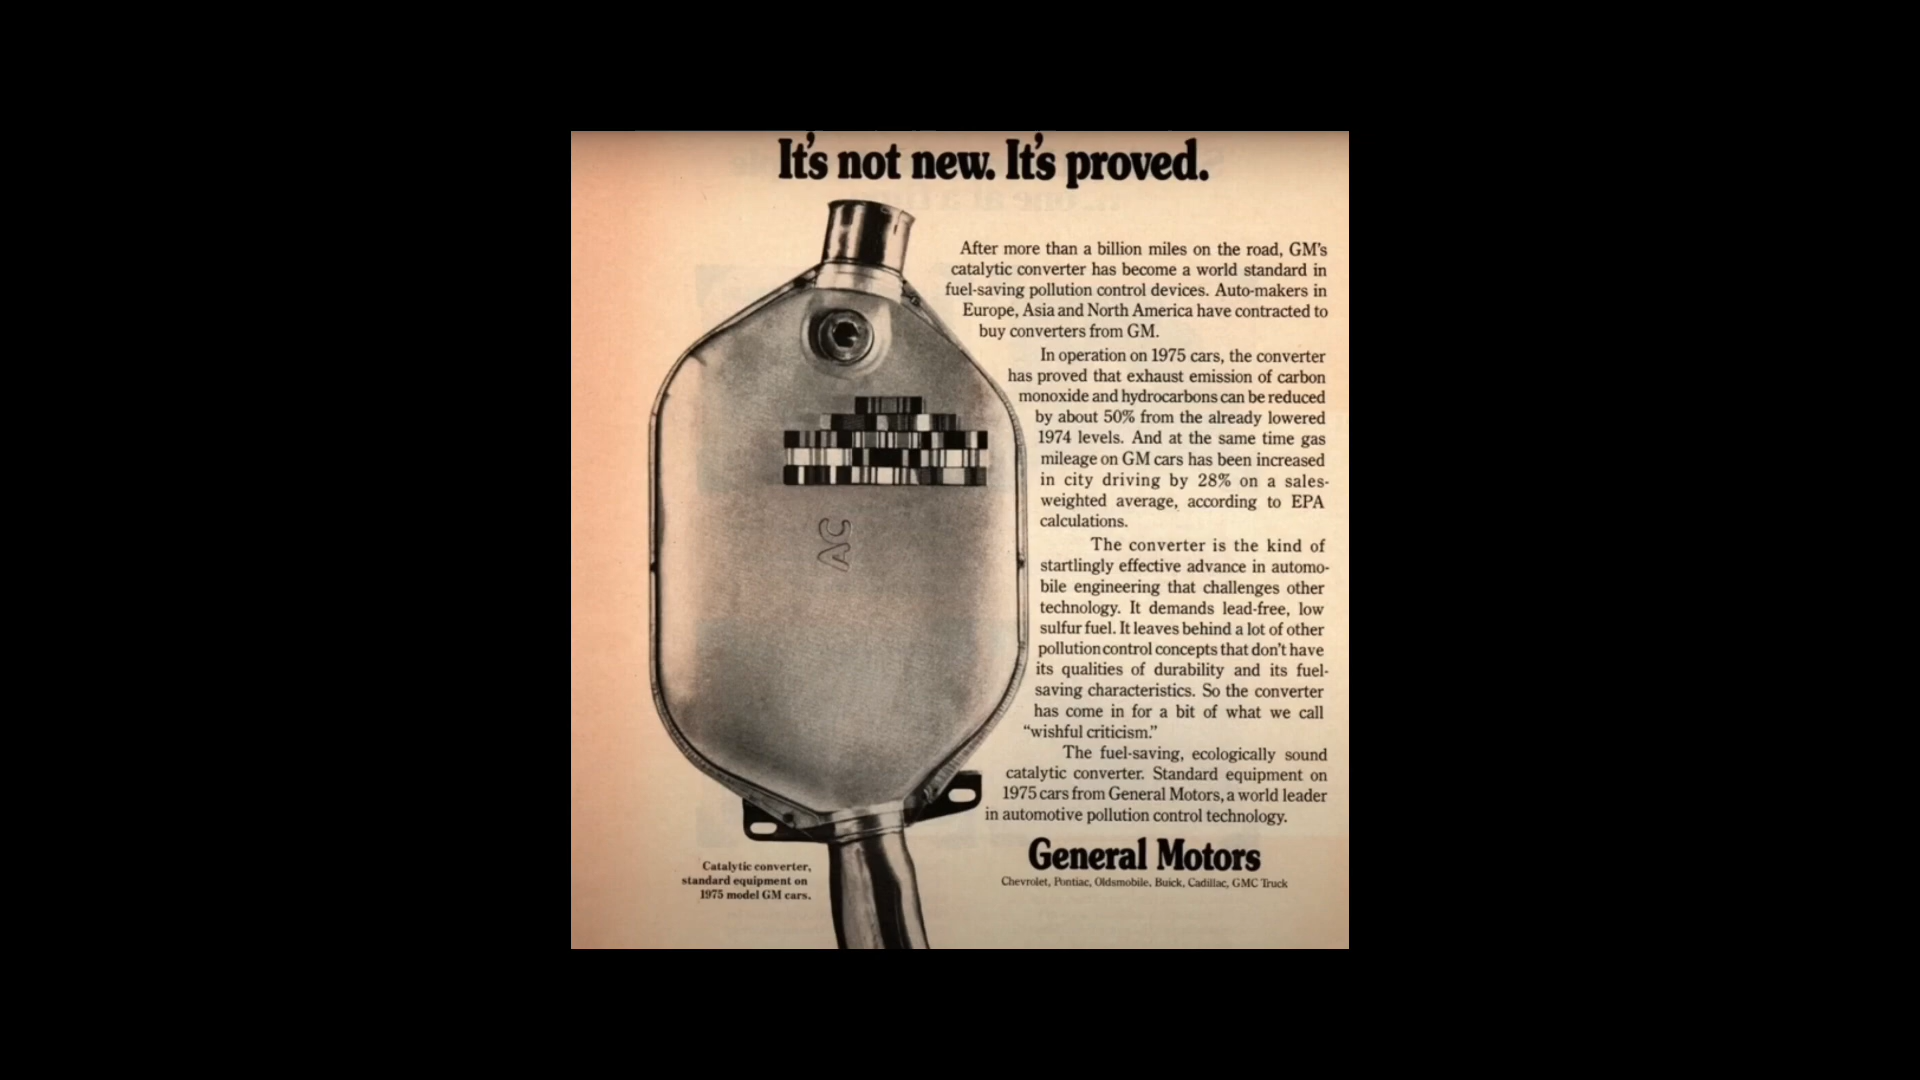 It's not new. It's proved.
After more than a billion miles on the road, GM's
catalytic converter has become a world standard in
fuel-saving pollution control devices. Auto-makers in
Europe, Asia and North America have contracted to
buy converters from GM.
In operation on 1975 cars, the converter
has proved that exhaust emission of carbon
monoxide and hydrocarbons can be reduced
by about 50% from the already lowered
1974 levels. And at the same time gas
mileage on GM cars has been increased
in city driving by 28% on a sales-
weighted average, according to EPA
calculations.
The converter is the kind of
startlingly effective advance in automo-
bile engineering that challenges other
technology. It demands lead-free, low
sulfur fuel. It leaves behind a lot of other
pollution control concepts that don't have
its qualities of durability and its fuel-
saving characteristics. So the converter
has come in for a bit of what we call
“wishful criticism.”
The fuel-saving, ecologically sound
catalytic converter. Standard equipment on
1975 cars from General Motors, a world leader
in automotive pollution control technology.
AC
General Motors
Chevrolet, Pontiac, Oldsmobile, Buick, Cadillac, GMC Truck
Catalytic converter,
standard equipment on
1975 model GM cars.